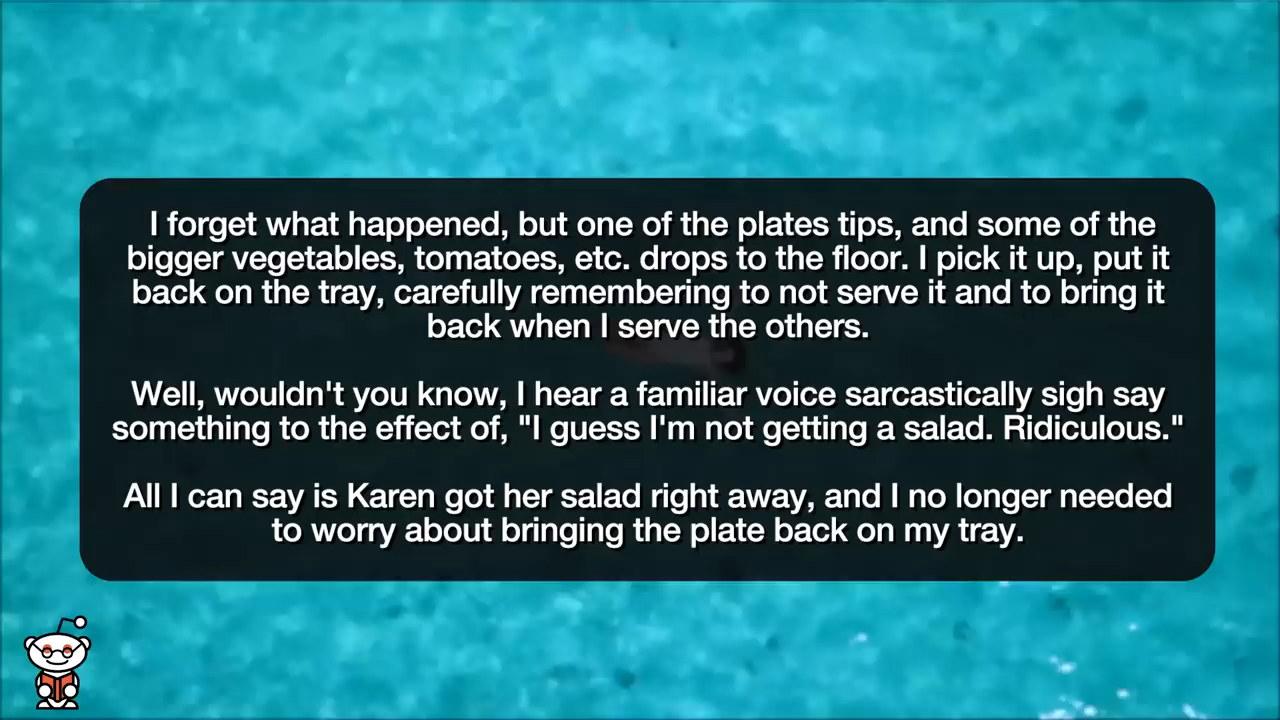 I forget what happened, but one of the plates tips, and some of the
bigger vegetables, tomatoes, etc. drops to the floor. I pick it up, put it
back on the tray, carefully remembering to not serve it and to bring it
back when I serve the others.
Well, wouldn't you know, I hear a familiar voice sarcastically sigh say
something to the effect of, "I guess I'm not getting a salad. Ridiculous."
All I can say is Karen got her salad right away, and I no longer needed
to worry about bringing the plate back on my tray.